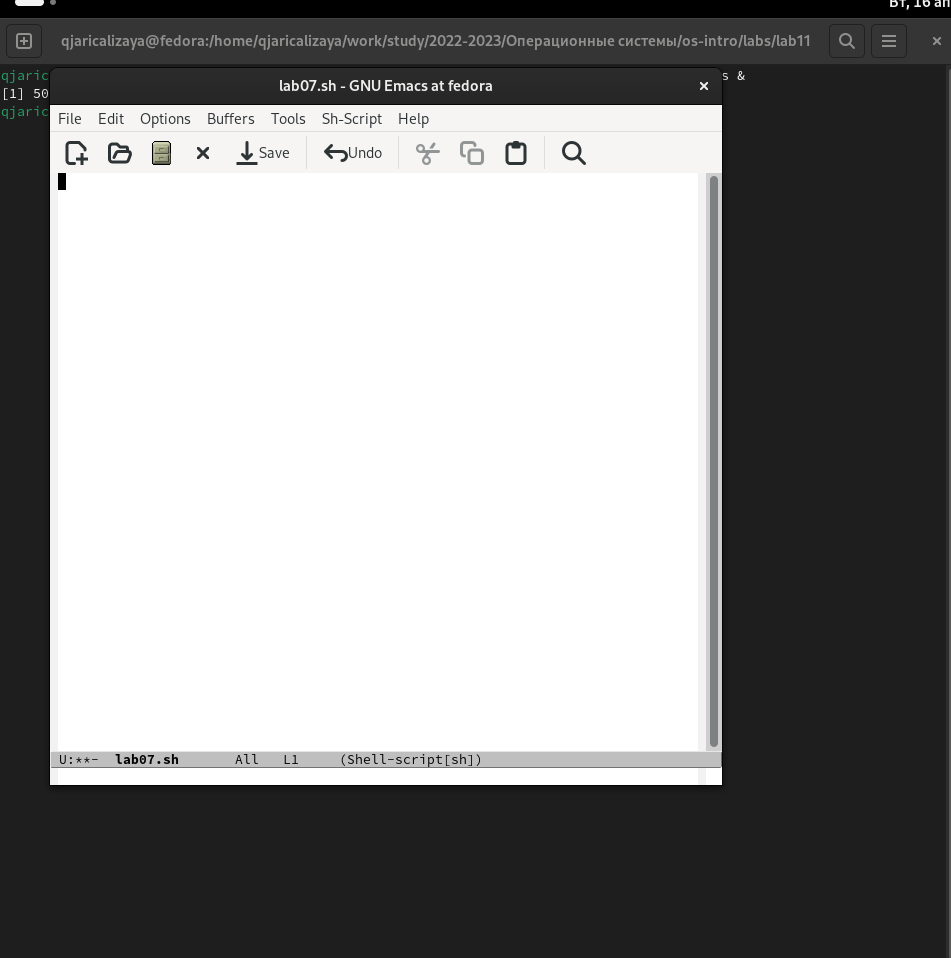 Вт, 16 ап
qjaricalizaya@fedora:/home/qjaricalizaya/work/study/2022-2023/Операционные системы/os-intro/labs/lab11
qjaric s &
[1] 50
qjaric
lab07.sh - GNU Emacs at fedora
File Edit Options Buffers Tools Sh-Script Help
Save Undo
U:**- lab07.sh All L1 (Shell-script[sh])